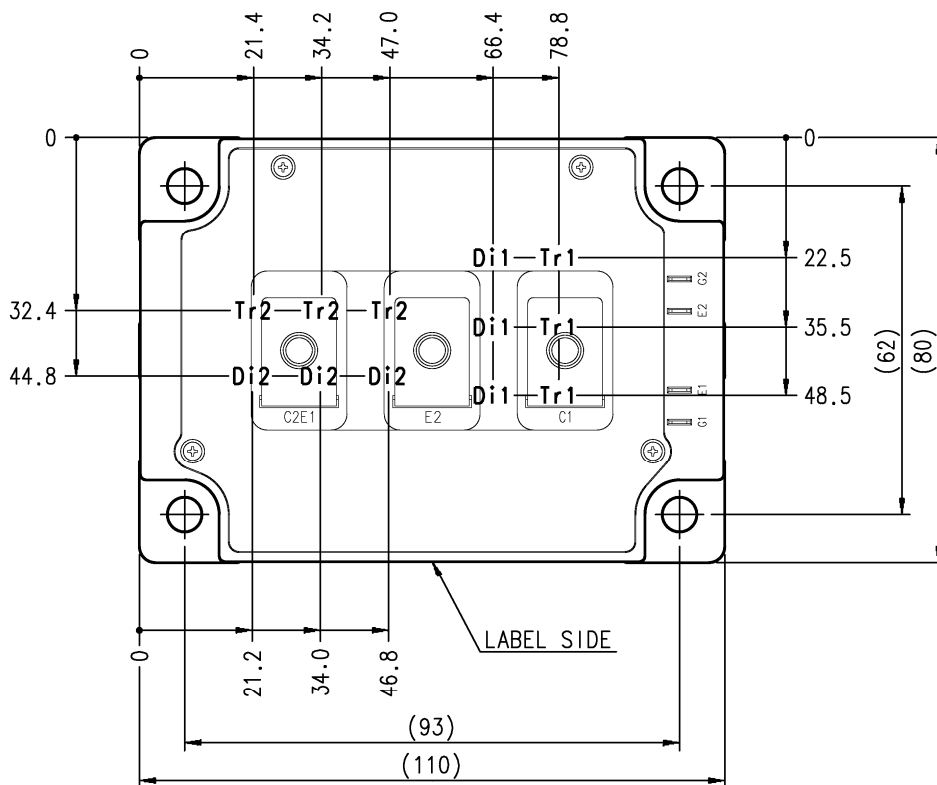 0
21.4
34.2
47.0
66.4
78.8
0
0
Di1 Tr1
22.5
G2
32.4
Tr2 Tr2 Tr2
E2
Di1 Tr1
35.5
(62)
(80)
44.8
Di2 Di2 Di2
Di1 Tr1
E1
48.5
C2E1
E2
C1
G1
LABEL SIDE
0
21.2
34.0
46.8
(93)
(110)